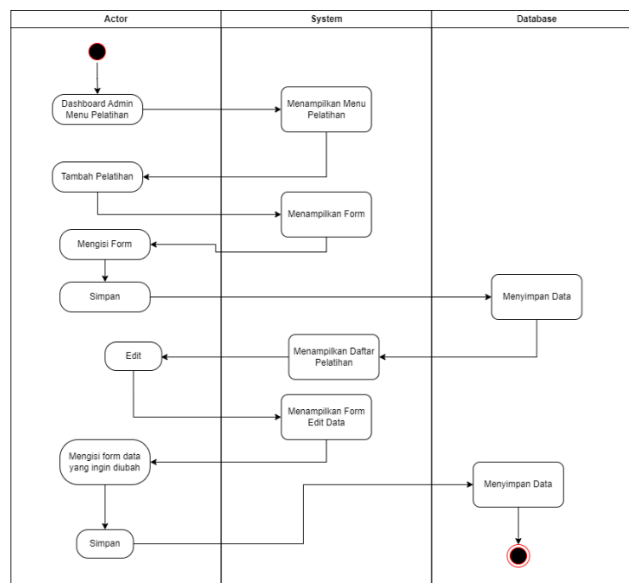 Actor
System
Database
Dashboard Admin
Menu Pelatihan
Menampilkan Menu
Pelatihan
Tambah Pelatihan
Menampilkan Form
Mengisi Form
Simpan
Menyimpan Data
Menampilkan Daftar
Pelatihan
Edit
Menampilkan Form
Edit Data
Mengisi form data
yang ingin diubah
Menyimpan Data
Simpan